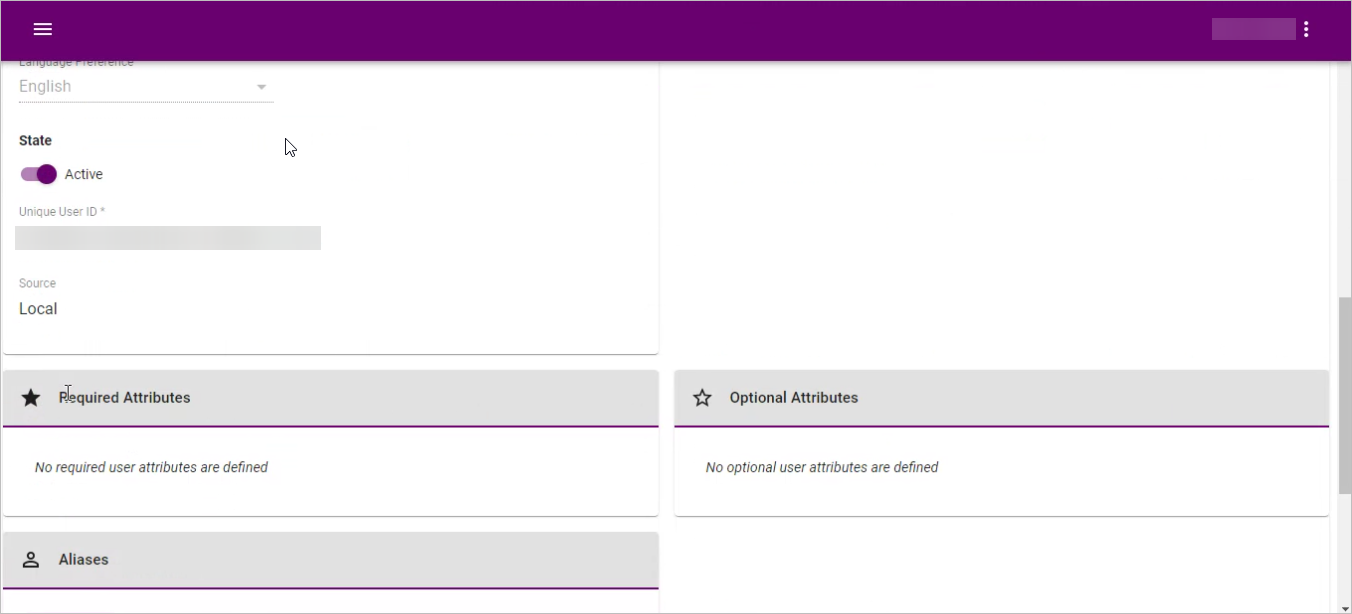 Language Preference
English
State
Active
Unique User ID *
Source
Local
Required Attributes
Optional Attributes
No required user attributes are defined
No optional user attributes are defined
Aliases